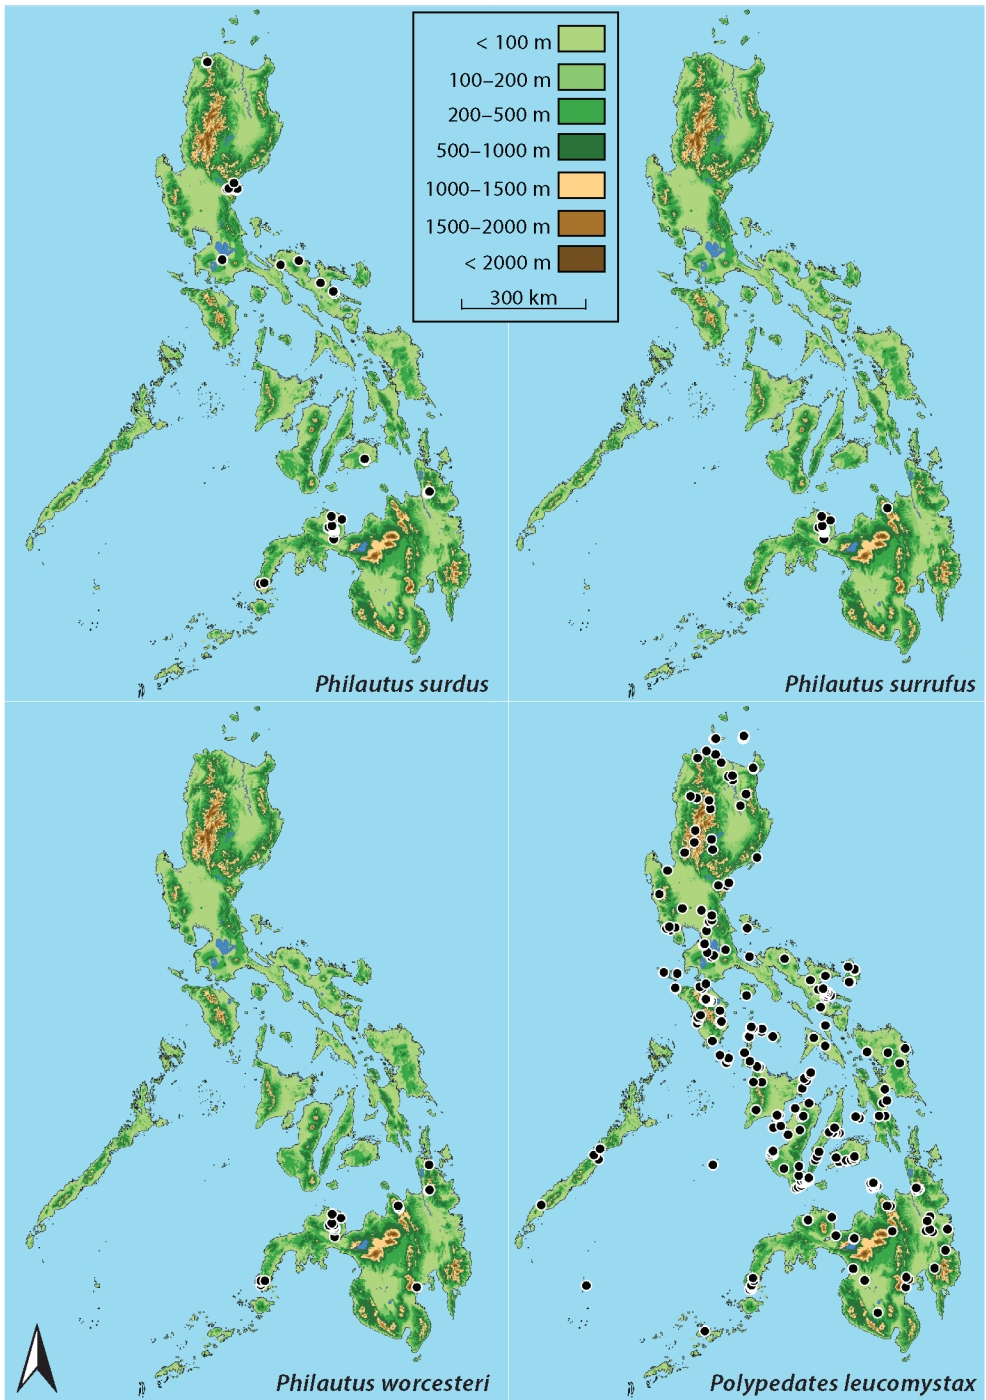 < 100 m
100–200 m
200–500 m
500–1000 m
1000–1500 m
1500–2000 m
< 2000 m
300 km
Philautus surdus
Philautus surrufus
Philautus worcesteri
Polypedates leucomystax